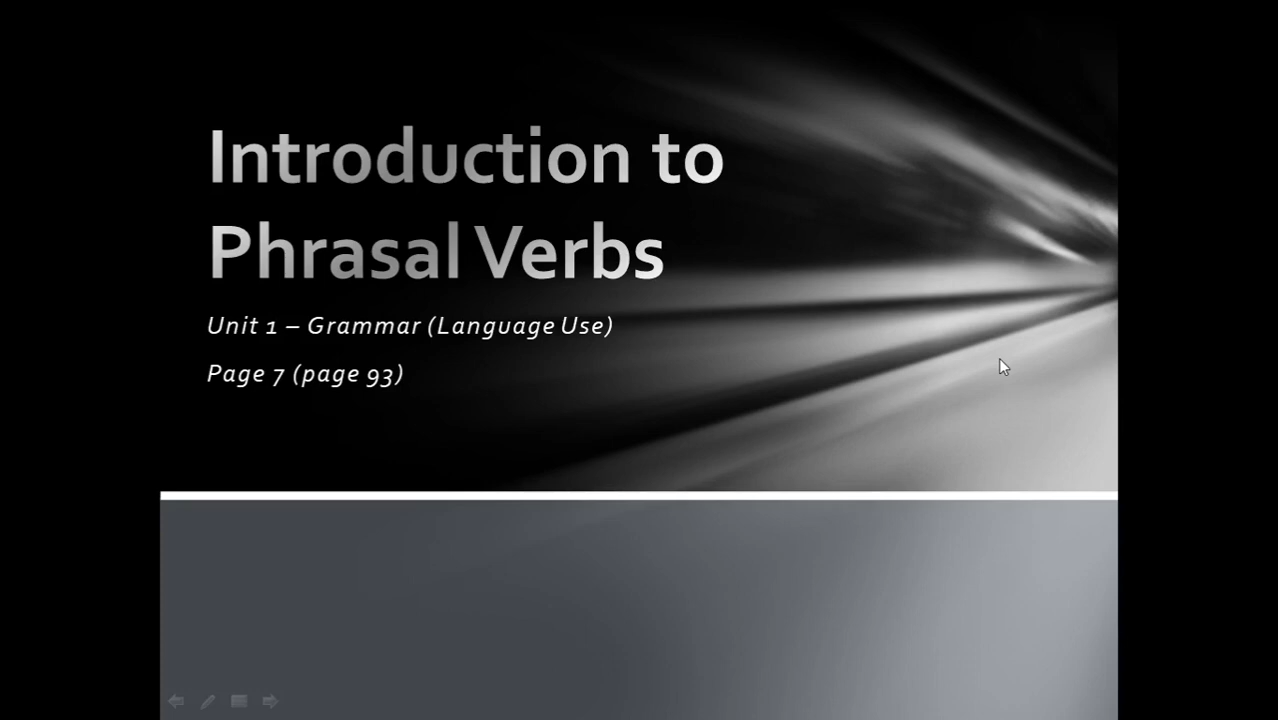 Introduction to
Phrasal Verbs
Unit 1 – Grammar (Language Use)
Page 7 (page 93)